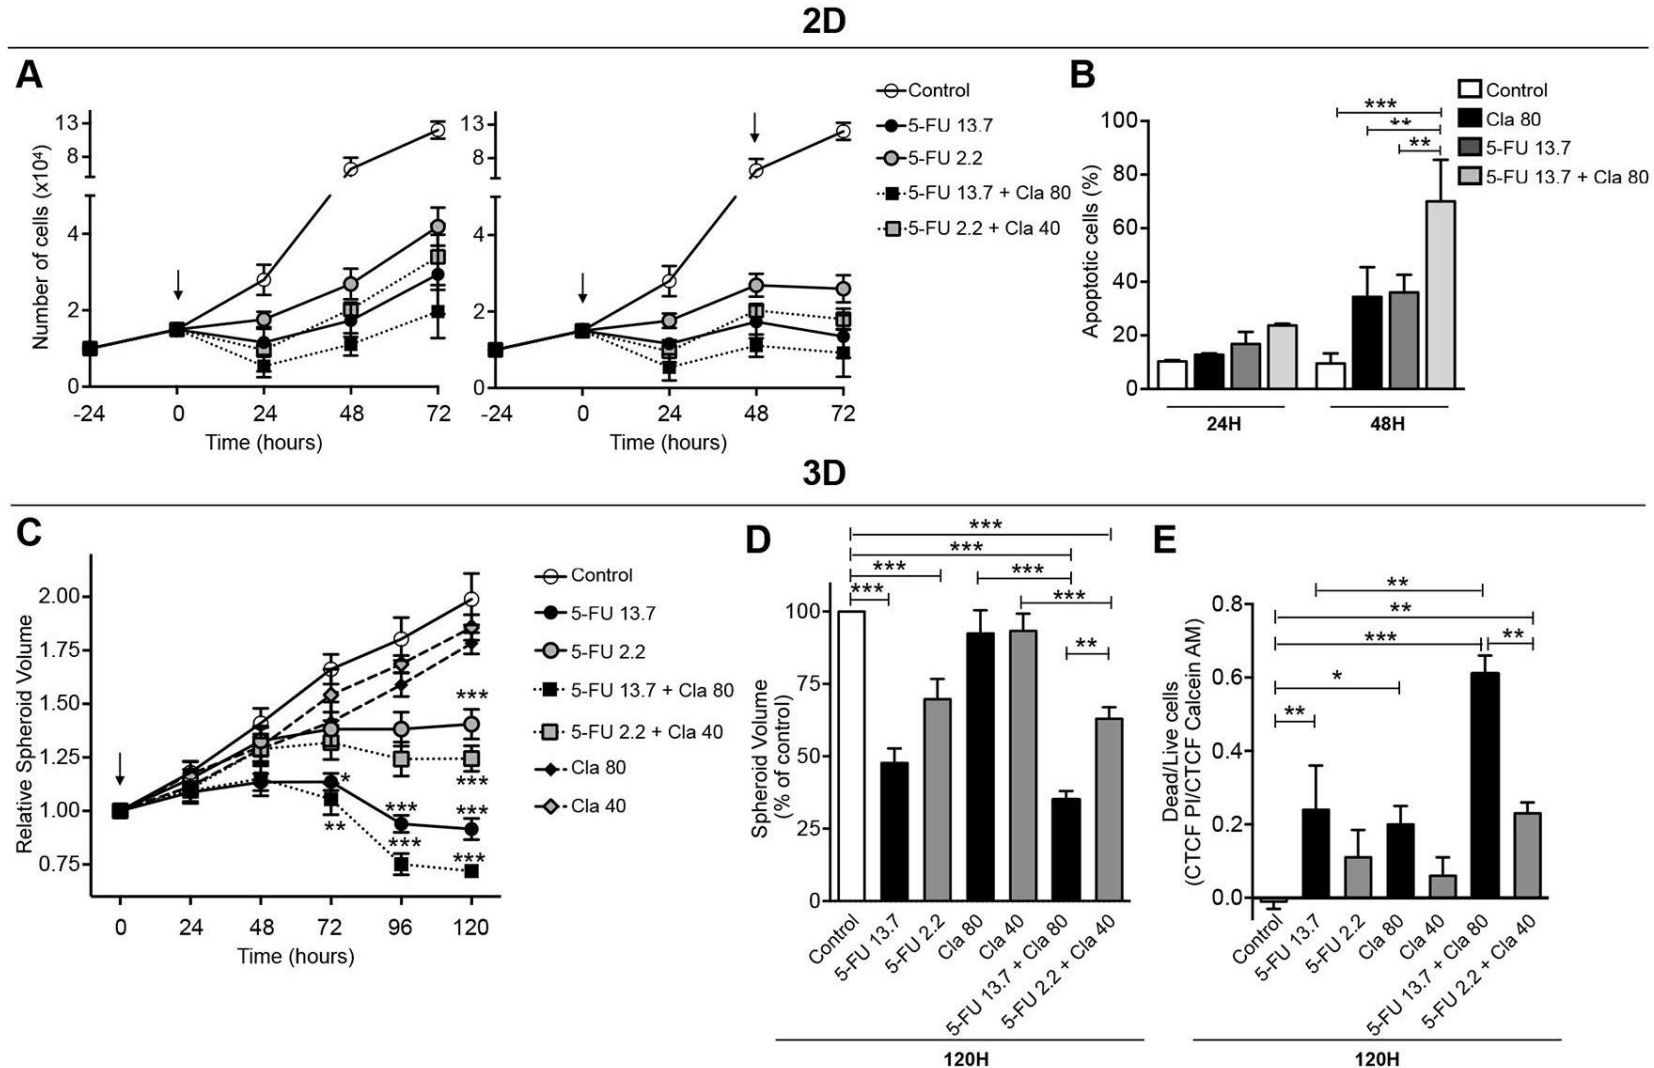 2D
A
Number of cells (x10⁴)
13
8
4
2
0
-24
0
24
48
72
Time (hours)
13
8
4
2
0
-24
0
24
48
72
Time (hours)
Control
5-FU 13.7
5-FU 2.2
5-FU 13.7 + Cla 80
5-FU 2.2 + Cla 40
B
Apoptotic cells (%)
100
80
60
40
20
0
***
**
**
24H
48H
Control
Cla 80
5-FU 13.7
5-FU 13.7 + Cla 80
3D
C
Relative Spheroid Volume
2.00
1.75
1.50
1.25
1.00
0.75
***
***
*
***
***
**
***
***
0
24
48
72
96
120
Time (hours)
Control
5-FU 13.7
5-FU 2.2
5-FU 13.7 + Cla 80
5-FU 2.2 + Cla 40
Cla 80
Cla 40
D
Spheroid Volume
(% of control)
100
75
50
25
0
***
***
***
***
***
***
**
Control
5-FU 13.7
5-FU 2.2
Cla 80
Cla 40
5-FU 13.7 + Cla 80
5-FU 2.2 + Cla 40
120H
E
Dead/Live cells
(CTCF PI/CTCF Calcein AM)
0.8
0.6
0.4
0.2
0.0
**
**
***
**
*
**
Control
5-FU 13.7
5-FU 2.2
Cla 80
Cla 40
5-FU 13.7 + Cla 80
5-FU 2.2 + Cla 40
120H